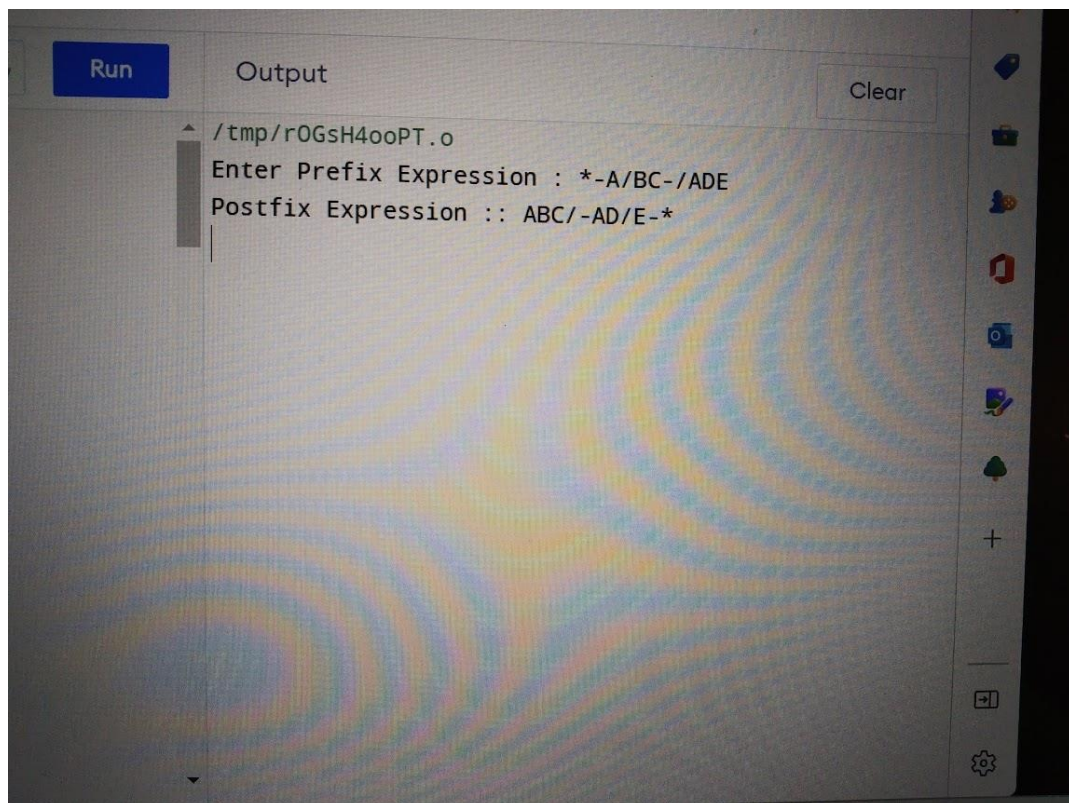 Run
Output
Clear
/tmp/rOGsH4ooPT.o
Enter Prefix Expression : *-A/BC-/ADE
Postfix Expression :: ABC/-AD/E-*